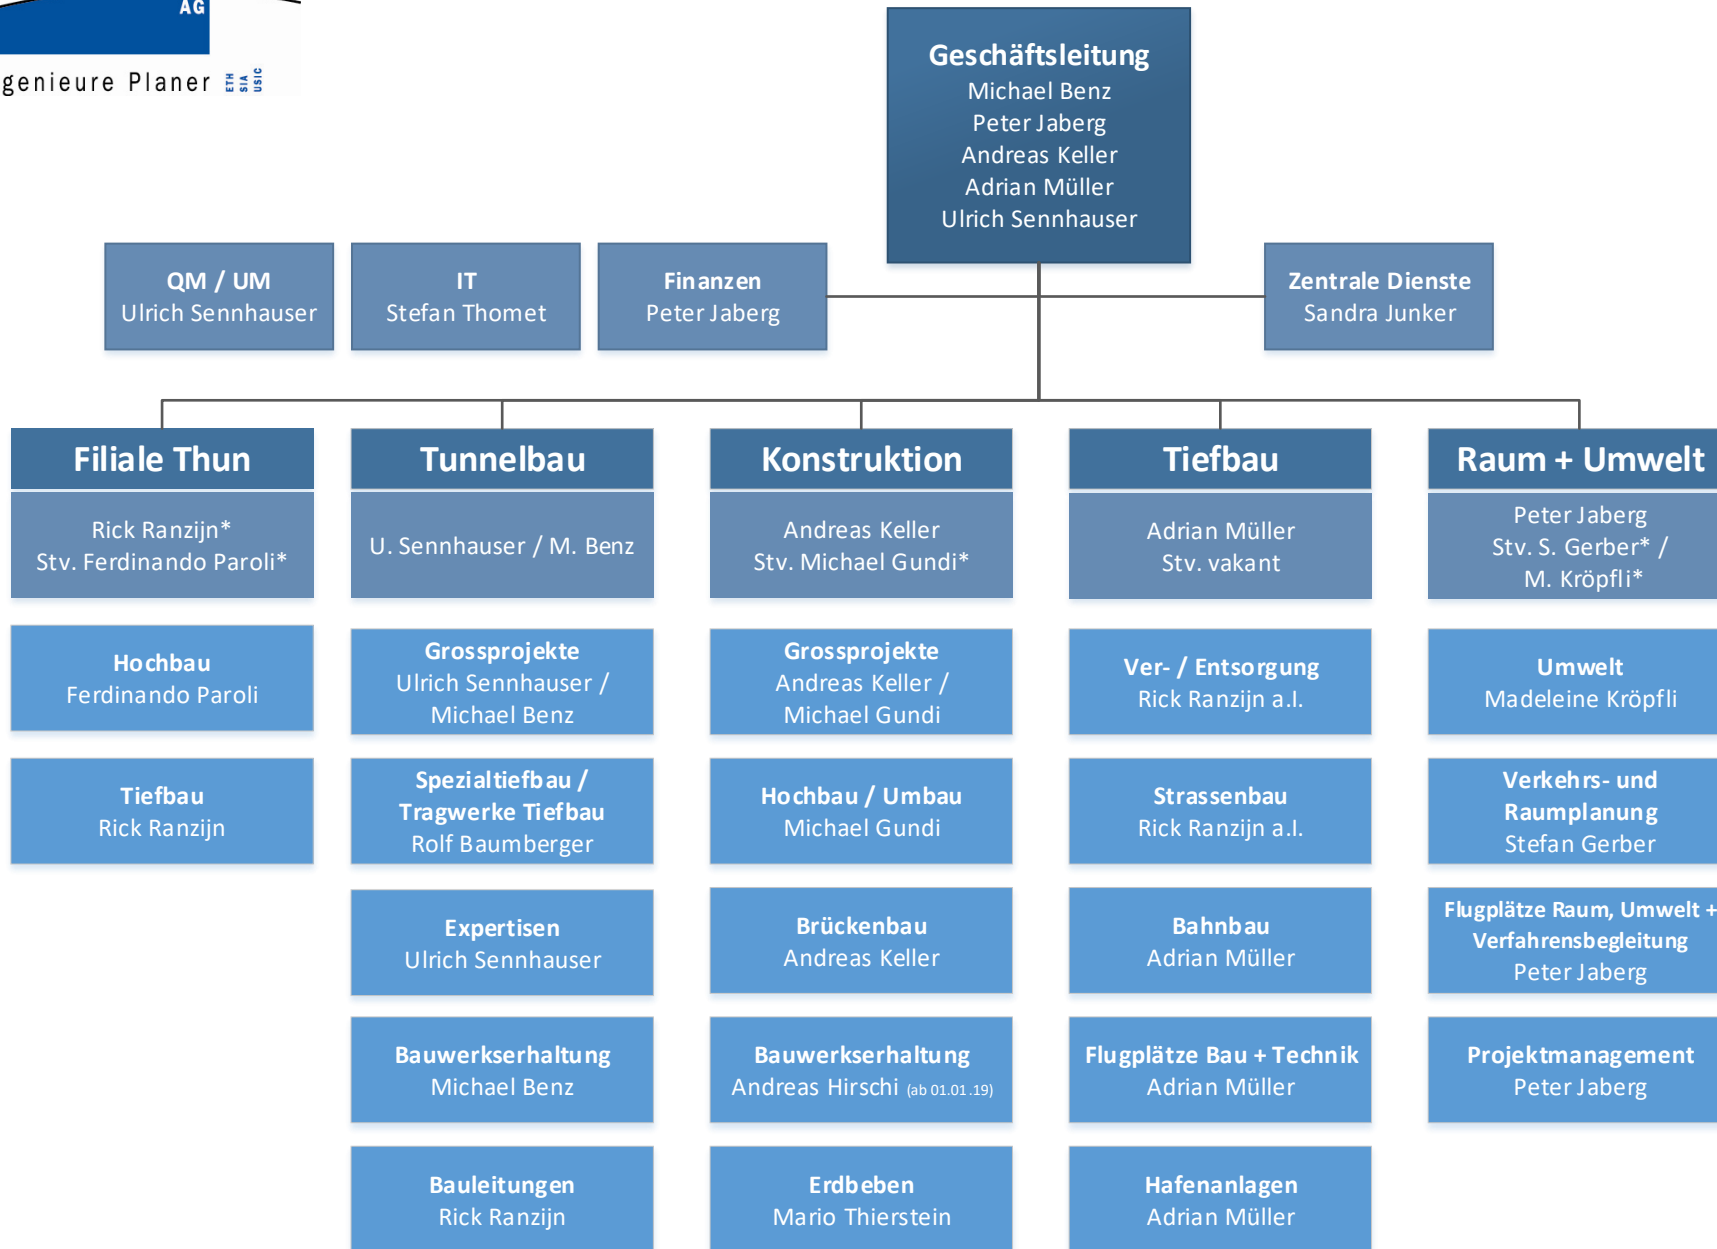 AG
genieure Planer
ETH
SIA
USIC
Geschäftsleitung
Michael Benz
Peter Jaberg
Andreas Keller
Adrian Müller
Ulrich Sennhauser
QM / UM
Ulrich Sennhauser
IT
Stefan Thomet
Finanzen
Peter Jaberg
Zentrale Dienste
Sandra Junker
Filiale Thun
Rick Ranzijn*
Stv. Ferdinando Paroli*
Hochbau
Ferdinando Paroli
Tiefbau
Rick Ranzijn
Tunnelbau
U. Sennhauser / M. Benz
Grossprojekte
Ulrich Sennhauser /
Michael Benz
Spezialtiefbau /
Tragwerke Tiefbau
Rolf Baumberger
Expertisen
Ulrich Sennhauser
Bauwerkserhaltung
Michael Benz
Bauleitungen
Rick Ranzijn
Konstruktion
Andreas Keller
Stv. Michael Gundi*
Grossprojekte
Andreas Keller /
Michael Gundi
Hochbau / Umbau
Michael Gundi
Brückenbau
Andreas Keller
Bauwerkserhaltung
Andreas Hirschi (ab 01.01.19)
Erdbeben
Mario Thierstein
Tiefbau
Adrian Müller
Stv. vakant
Ver- / Entsorgung
Rick Ranzijn a.I.
Strassenbau
Rick Ranzijn a.I.
Bahnbau
Adrian Müller
Flugplätze Bau + Technik
Adrian Müller
Hafenanlagen
Adrian Müller
Raum + Umwelt
Peter Jaberg
Stv. S. Gerber* /
M. Kröpfli*
Umwelt
Madeleine Kröpfli
Verkehrs- und
Raumplanung
Stefan Gerber
Flugplätze Raum, Umwelt +
Verfahrensbegleitung
Peter Jaberg
Projektmanagement
Peter Jaberg